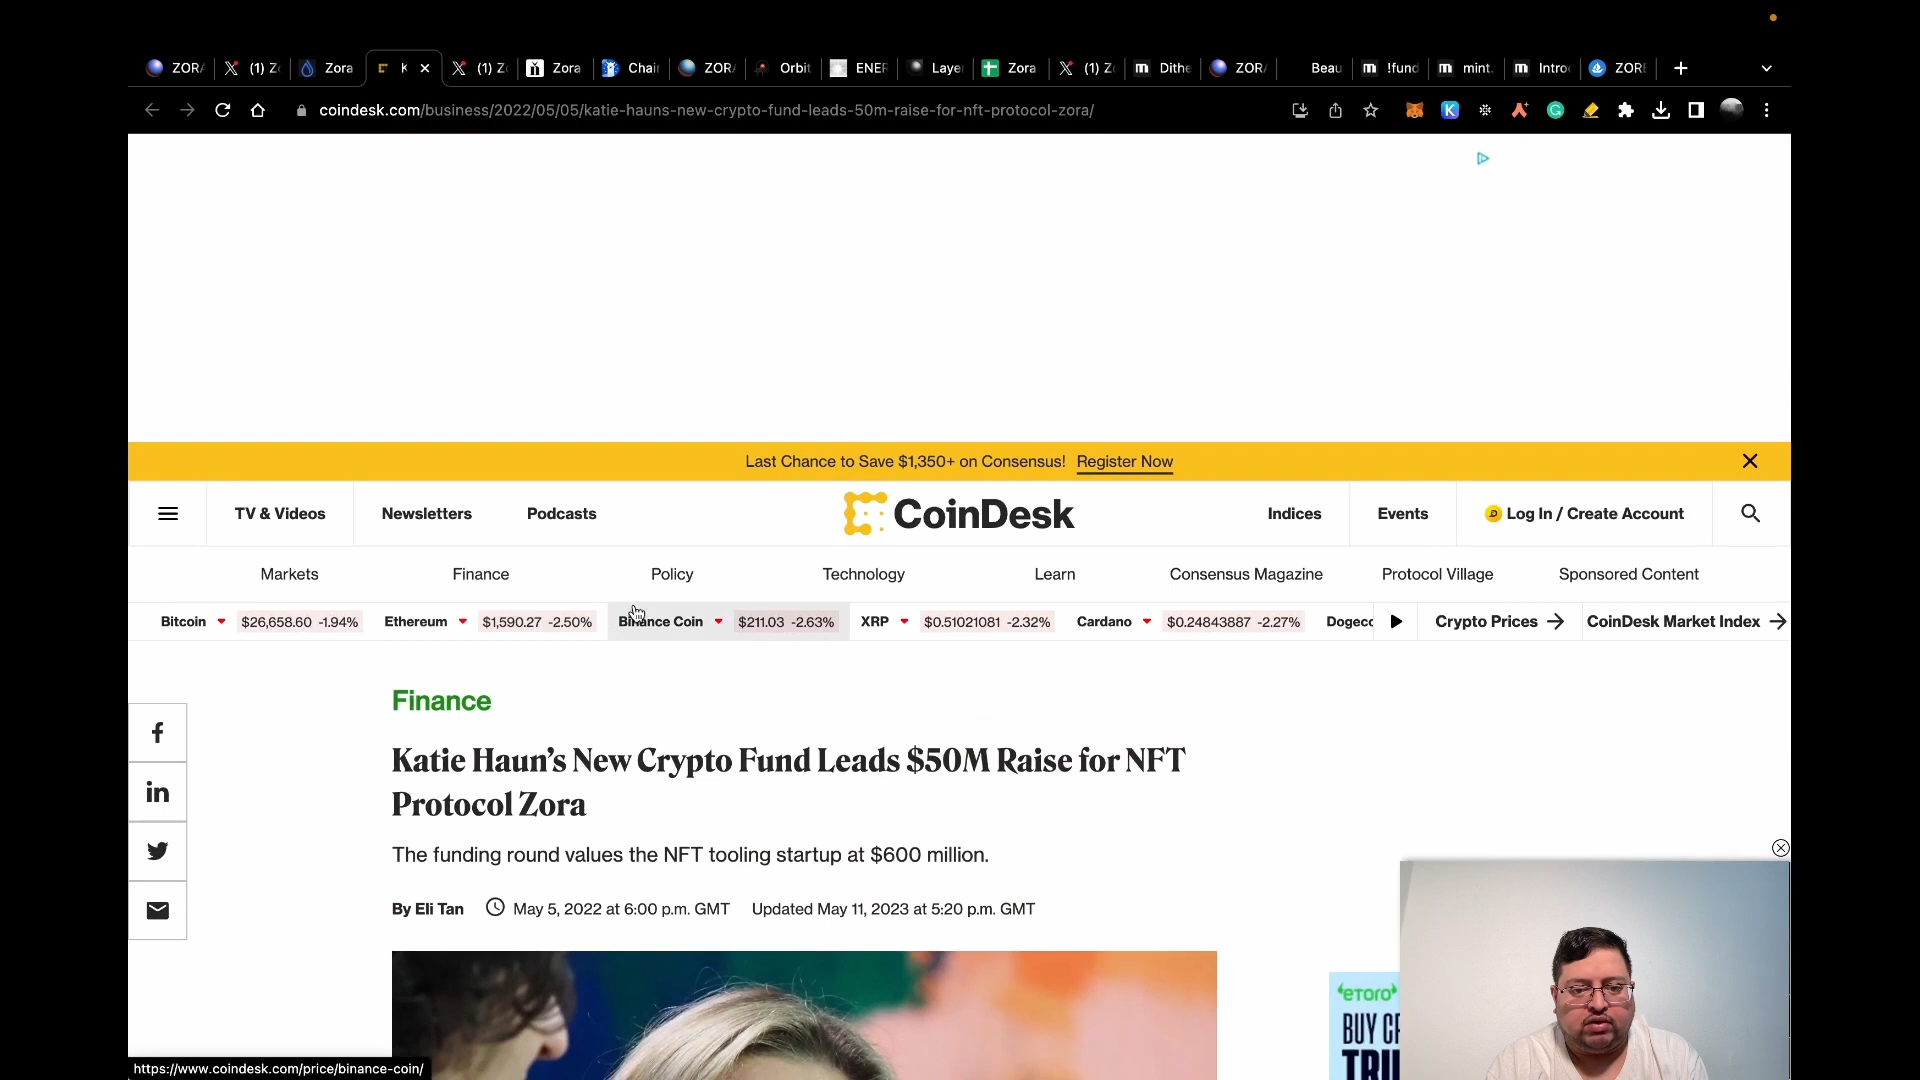 ZORA
(1) Z
Zora
K
(1) Z
Zora
Chai
ZOR
Orbit
ENER
Laye
Zora
(1) Z
Dithe
ZOR
Beau
!fund
mint.
Intro
ZORB
coindesk.com/business/2022/05/05/katie-hauns-new-crypto-fund-leads-50m-raise-for-nft-protocol-zora/
Last Chance to Save $1,350+ on Consensus! Register Now
TV & Videos
Newsletters
Podcasts
CoinDesk
Indices
Events
Log In / Create Account
Markets
Finance
Policy
Technology
Learn
Consensus Magazine
Protocol Village
Sponsored Content
Bitcoin $26,658.60 -1.94%
Ethereum $1,590.27 -2.50%
Binance Coin $211.03 -2.63%
XRP $0.51021081 -2.32%
Cardano $0.24843887 -2.27%
Dogec
Crypto Prices
CoinDesk Market Index
Finance
Katie Haun’s New Crypto Fund Leads $50M Raise for NFT
Protocol Zora
The funding round values the NFT tooling startup at $600 million.
By Eli Tan May 5, 2022 at 6:00 p.m. GMT Updated May 11, 2023 at 5:20 p.m. GMT
eToro
BUY CF
TRU
https://www.coindesk.com/price/binance-coin/